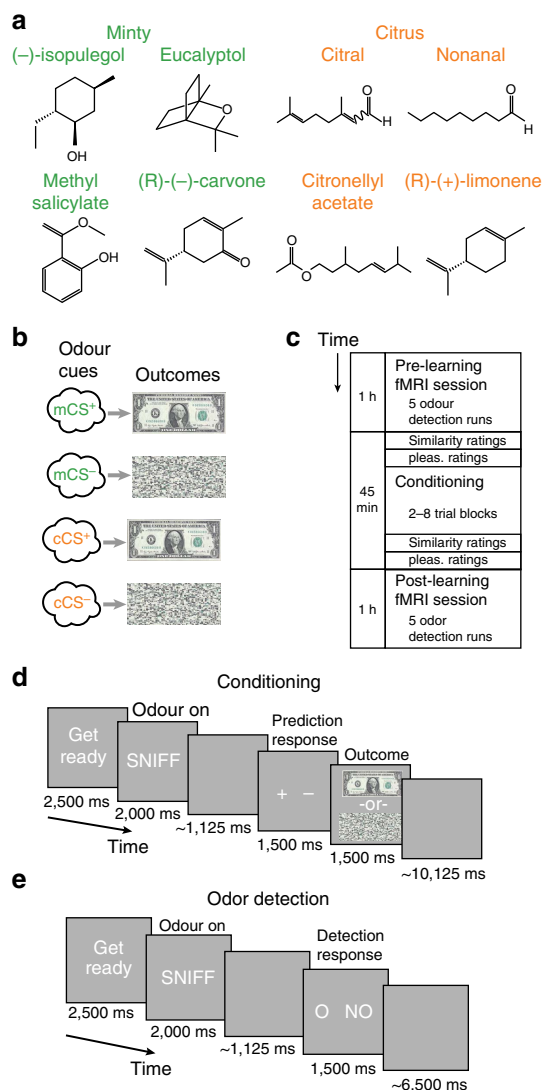 a
Minty
Citrus
(–)-isopulegol
Eucalyptol
Citral
Nonanal
OH
O
O
H
O
H
Methyl
salicylate
(R)-(–)-carvone
Citronellyl
acetate
(R)-(+)-limonene
O
OH
O
O
O
b
Odour
cues
Outcomes
mCS+
mCS–
cCS+
cCS–
c
Time
1 h
Pre-learning
fMRI session
5 odour
detection runs
45
min
Similarity ratings
pleas. ratings
Conditioning
2–8 trial blocks
Similarity ratings
pleas. ratings
1 h
Post-learning
fMRI session
5 odor
detection runs
d
Conditioning
Get
ready
2,500 ms
Odour on
SNIFF
2,000 ms
~1,125 ms
Prediction
response
+ –
1,500 ms
Outcome
-or-
1,500 ms
~10,125 ms
Time
e
Odor detection
Get
ready
2,500 ms
Odour on
SNIFF
2,000 ms
~1,125 ms
Detection
response
O NO
1,500 ms
~6,500 ms
Time